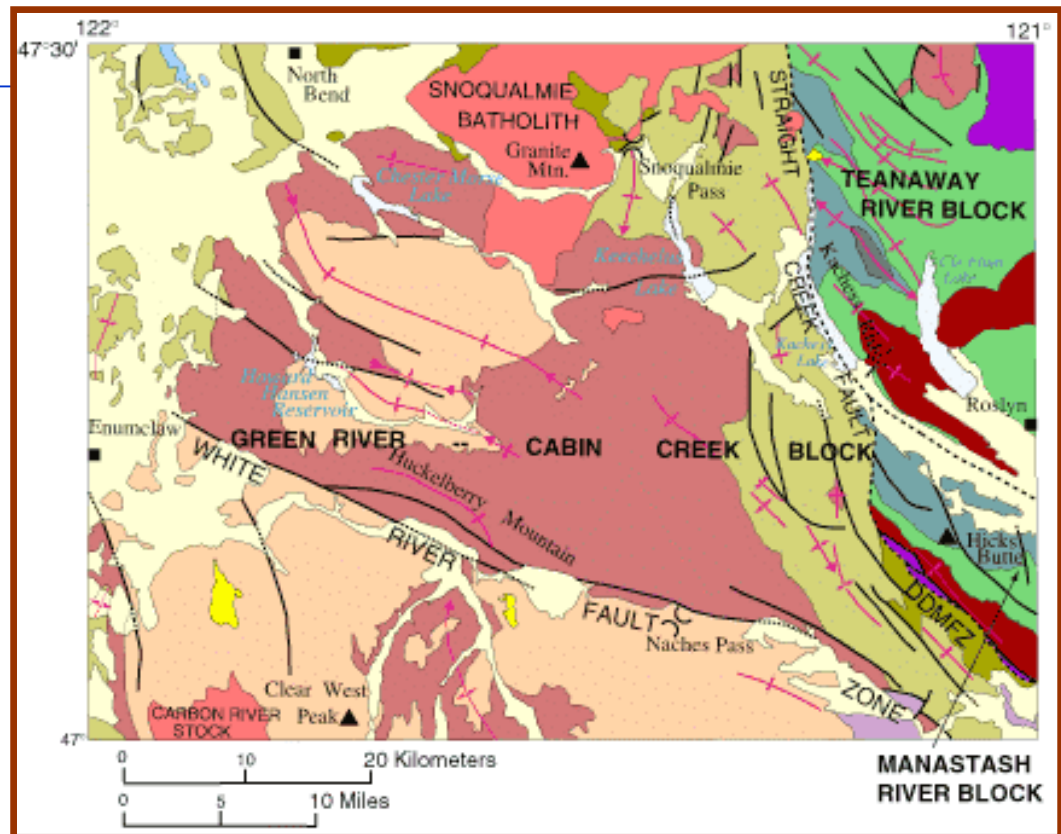 122°
121°
47°30'
North
Bend
SNOQUALMIE
BATHOLITH
Granite
Mtn.
Snoqualmie
Pass
STRAIGHT
CREEK
FAULT
TEANAWAY
RIVER BLOCK
Chester Morse
Lake
Keechelus
Lake
Kachess
Lake
Kachess
Roslyn
Howard
Hansen
Reservoir
Enumclaw
GREEN RIVER -- CABIN CREEK BLOCK
WHITE
RIVER
FAULT
ZONE
Huckelberry
Mountain
Hicks
Butte
DDMFZ
Naches Pass
Clear West
Peak
CARBON RIVER
STOCK
47°
0 10 20 Kilometers
0 5 10 Miles
MANASTASH
RIVER BLOCK